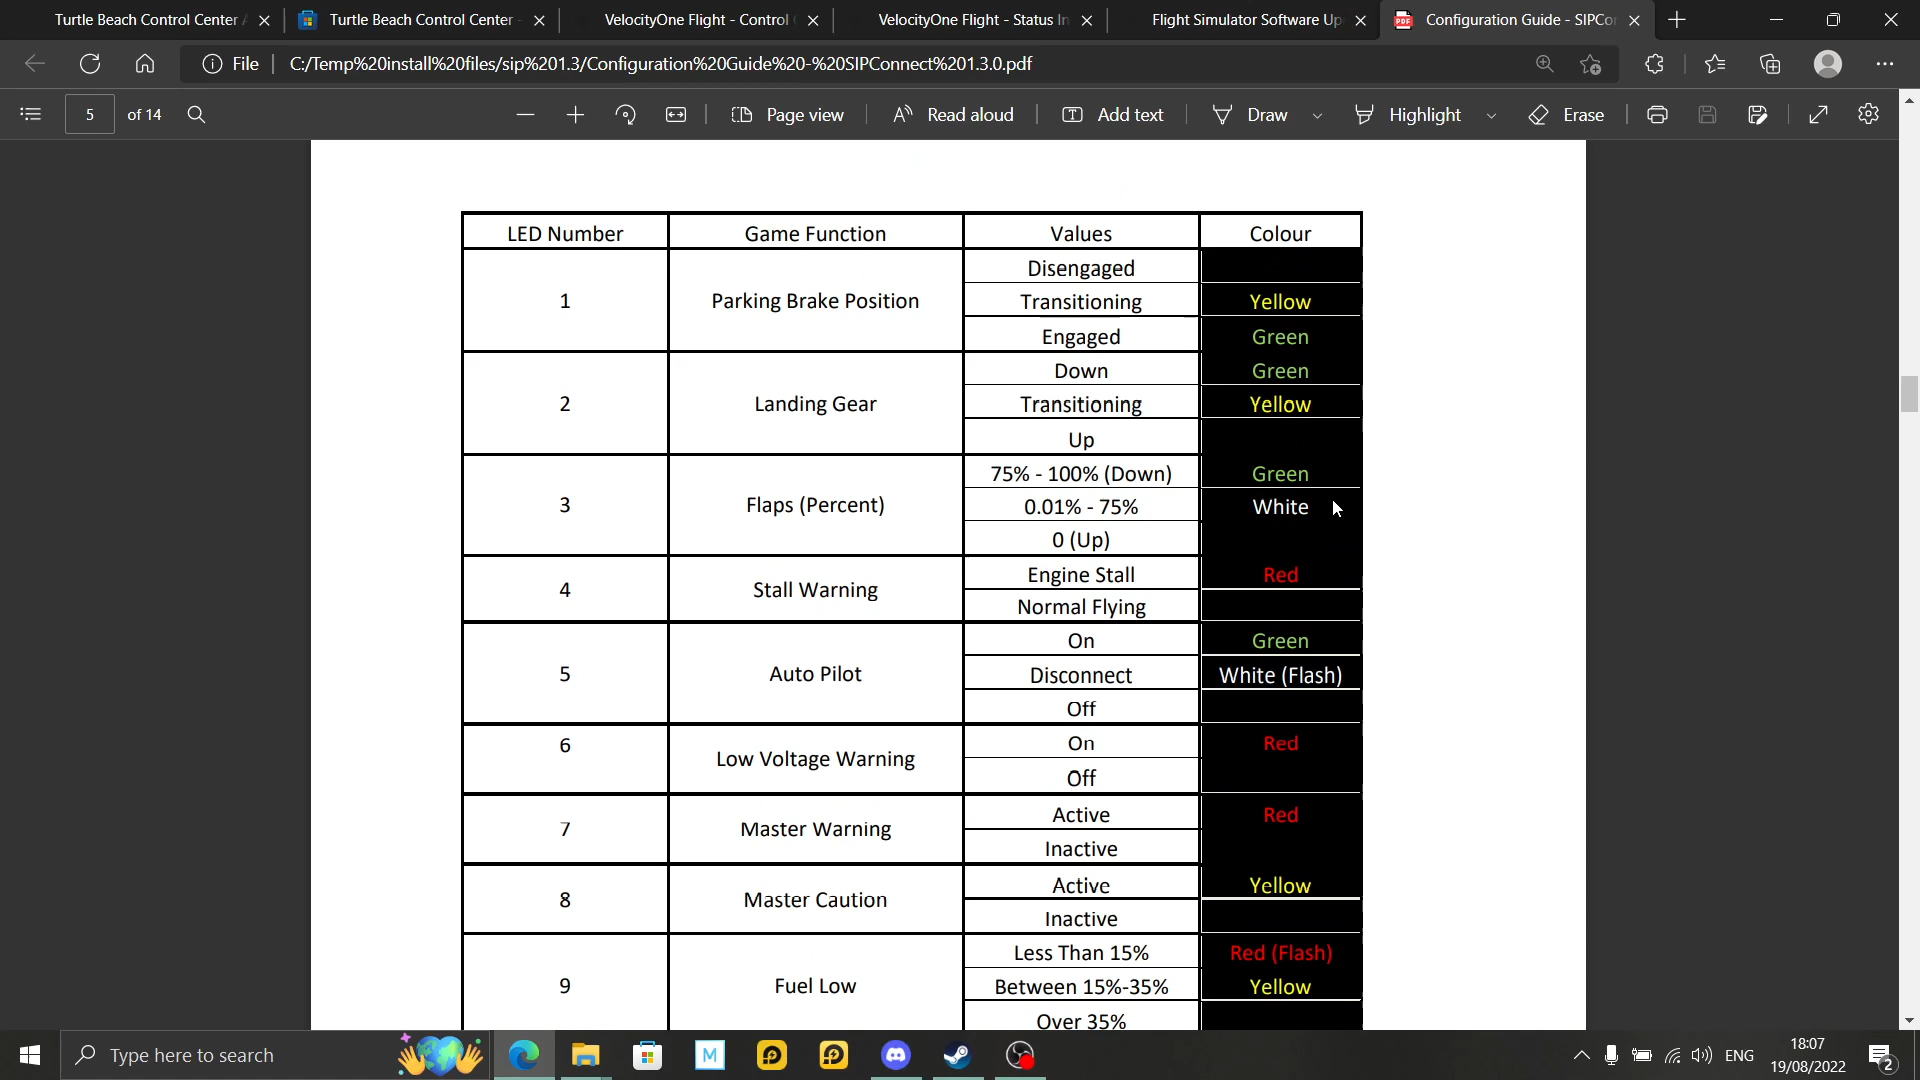 Turtle Beach Control Center A
Turtle Beach Control Center -
VelocityOne Flight - Control
VelocityOne Flight - Status In
Flight Simulator Software Up
PDF
Configuration Guide - SIPCo
File
C:/Temp%20install%20files/sip%201.3/Configuration%20Guide%20-%20SIPConnect%201.3.0.pdf
5 of 14
Page view
Read aloud
Add text
Draw
Highlight
Erase
LED Number Game Function Values Colour
Disengaged
1 Parking Brake Position Transitioning Yellow
Engaged Green
Down Green
2 Landing Gear Transitioning Yellow
Up
75% - 100% (Down) Green
3 Flaps (Percent) 0.01% - 75% White
0 (Up)
4 Stall Warning Engine Stall Red
Normal Flying
On Green
5 Auto Pilot Disconnect White (Flash)
Off
6 Low Voltage Warning On Red
Off
7 Master Warning Active Red
Inactive
8 Master Caution Active Yellow
Inactive
Less Than 15% Red (Flash)
9 Fuel Low Between 15%-35% Yellow
Over 35%
Type here to search
M
ENG
18:07
19/08/2022
2